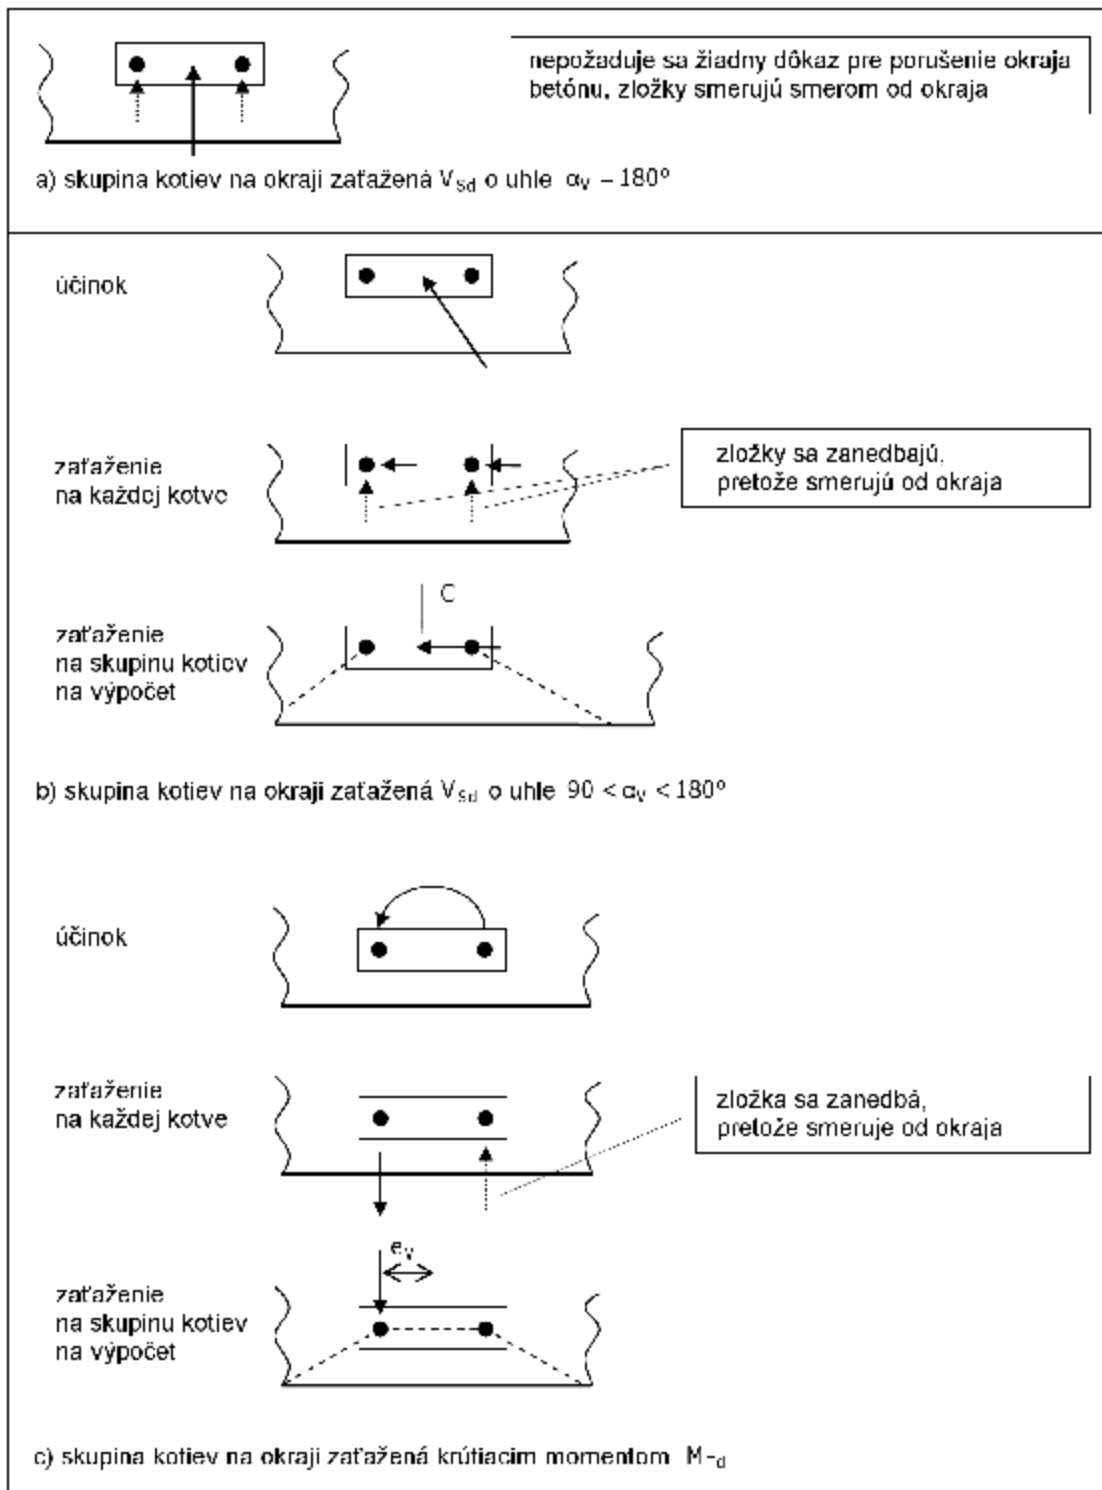 nepožaduje sa žiadny dôkaz pre porušenie okraja
betónu, zložky smerujú smerom od okraja
a) skupina kotiev na okraji zaťažená V_Sd o uhle α_V – 180º
účinok
zaťaženie
na každej kotve
zložky sa zanedbajú,
pretože smerujú od okraja
C
zaťaženie
na skupinu kotiev
na výpočet
b) skupina kotiev na okraji zaťažená V_Sd o uhle 90 < α_V < 180º
účinok
zaťaženie
na každej kotve
zložka sa zanedbá,
pretože smeruje od okraja
e_V
zaťaženie
na skupinu kotiev
na výpočet
c) skupina kotiev na okraji zaťažená krútiacim momentom M-_d